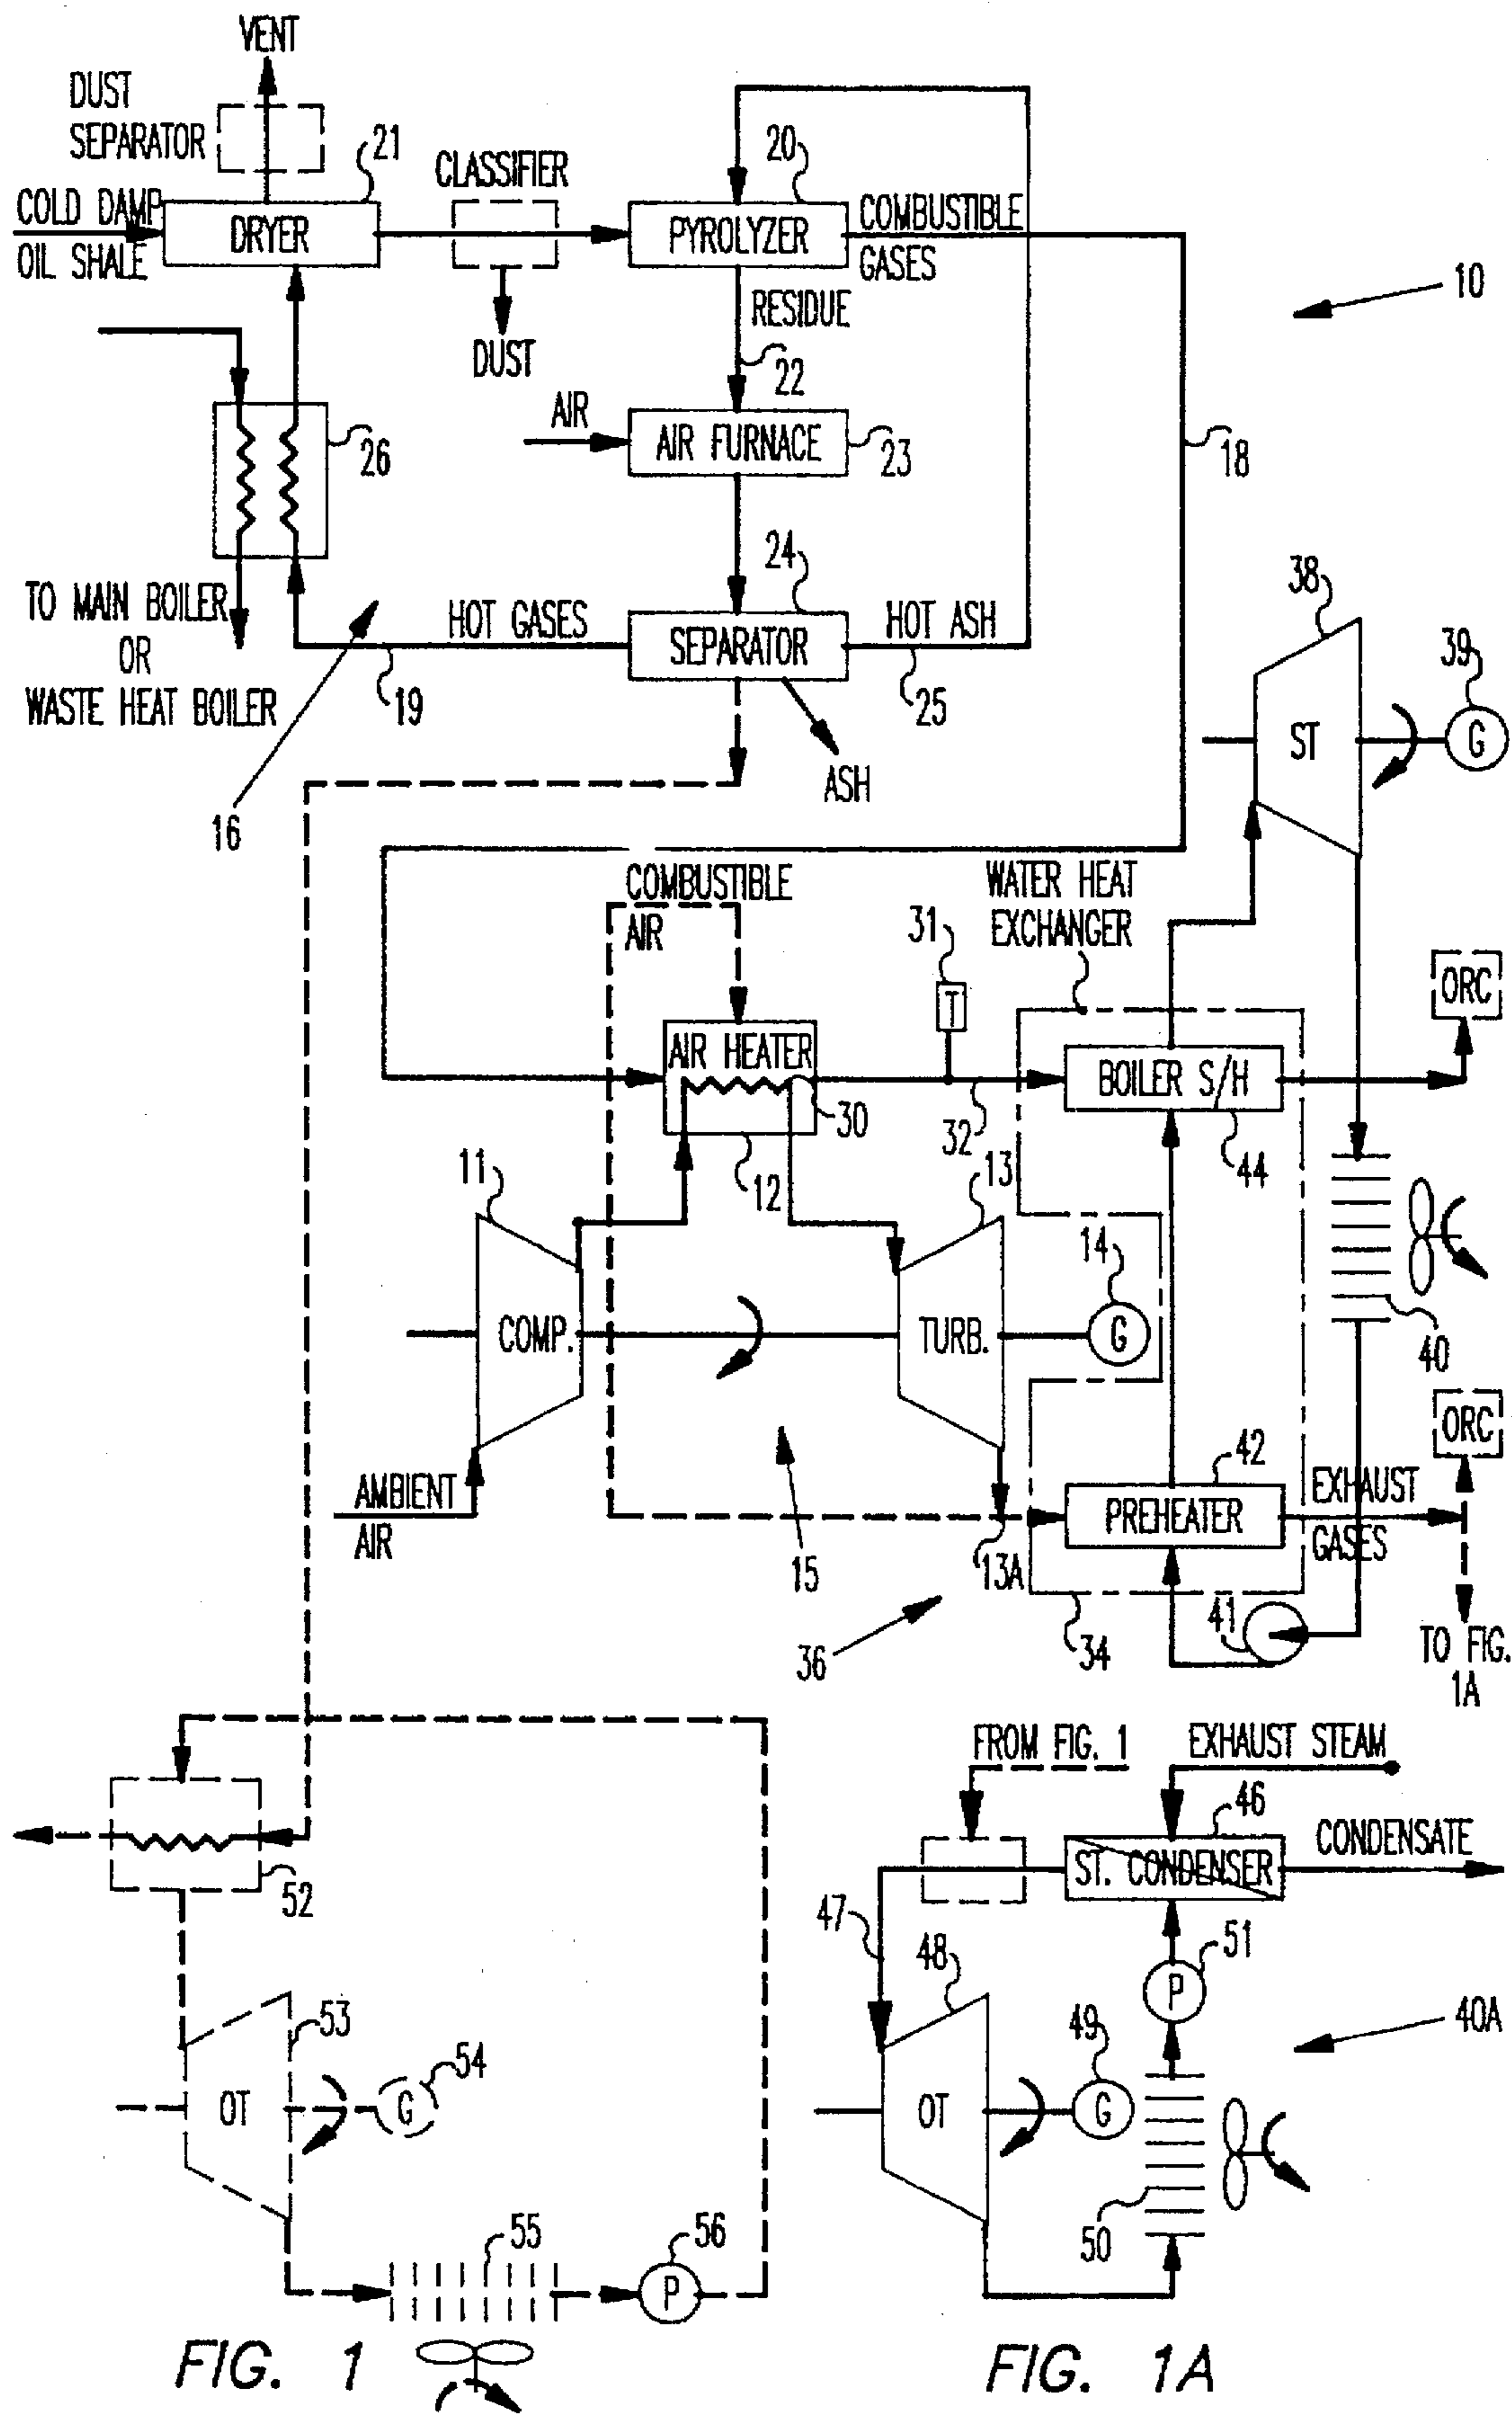 VENT
DUST
SEPARATOR
21
CLASSIFIER
20
COLD DAMP
OIL SHALE
DRYER
PYROLYZER
COMBUSTIBLE
GASES
10
RESIDUE
DUST
22
AIR
AIR FURNACE
23
26
18
24
38
TO MAIN BOILER
OR
WASTE HEAT BOILER
HOT GASES
SEPARATOR
HOT ASH
39
19
25
ST
G
ASH
16
COMBUSTIBLE
AIR
WATER HEAT
EXCHANGER
31
T
ORC
AIR HEATER
BOILER S/H
30
32
44
11
12
13
14
COMP.
TURB.
G
40
ORC
42
AMBIENT
AIR
PREHEATER
EXHAUST
GASES
13A
15
41
36
34
TO FIG.
1A
FROM FIG. 1
EXHAUST STEAM
46
CONDENSATE
ST. CONDENSER
52
47
48
51
P
53
54
49
40A
OT
G
OT
G
50
55
56
P
FIG. 1
FIG. 1A